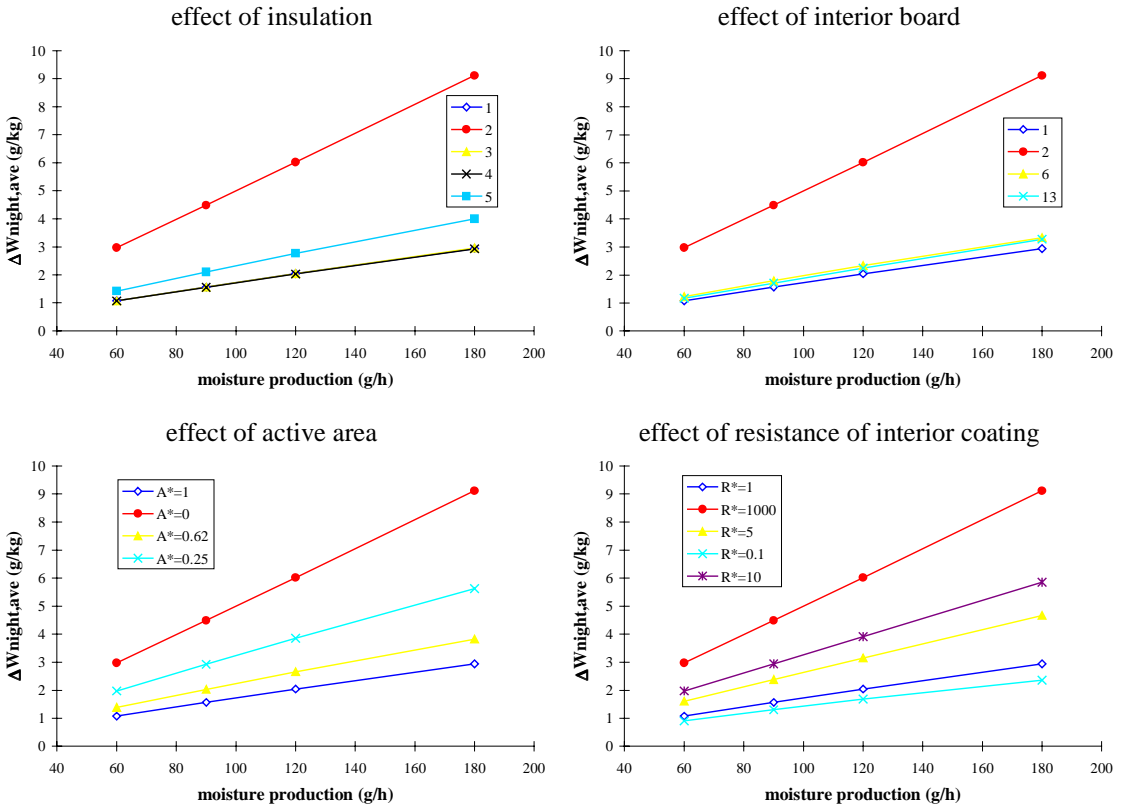 effect of insulation
10
9
8
7
6
5
4
3
2
1
0
40 60 80 100 120 140 160 180 200
moisture production (g/h)
ΔWnight,ave (g/kg)
1
2
3
4
5
effect of interior board
10
9
8
7
6
5
4
3
2
1
0
40 60 80 100 120 140 160 180 200
moisture production (g/h)
ΔWnight,ave (g/kg)
1
2
6
13
effect of active area
10
9
8
7
6
5
4
3
2
1
0
40 60 80 100 120 140 160 180 200
moisture production (g/h)
ΔWnight,ave (g/kg)
A*=1
A*=0
A*=0.62
A*=0.25
effect of resistance of interior coating
10
9
8
7
6
5
4
3
2
1
0
40 60 80 100 120 140 160 180 200
moisture production (g/h)
ΔWnight,ave (g/kg)
R*=1
R*=1000
R*=5
R*=0.1
R*=10